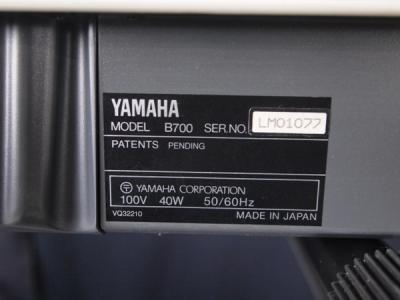 YAMAHA
MODEL B700 SER.NO. LM01077
PATENTS PENDING
YAMAHA CORPORATION
100V 40W 50/60Hz
VQ32210 MADE IN JAPAN